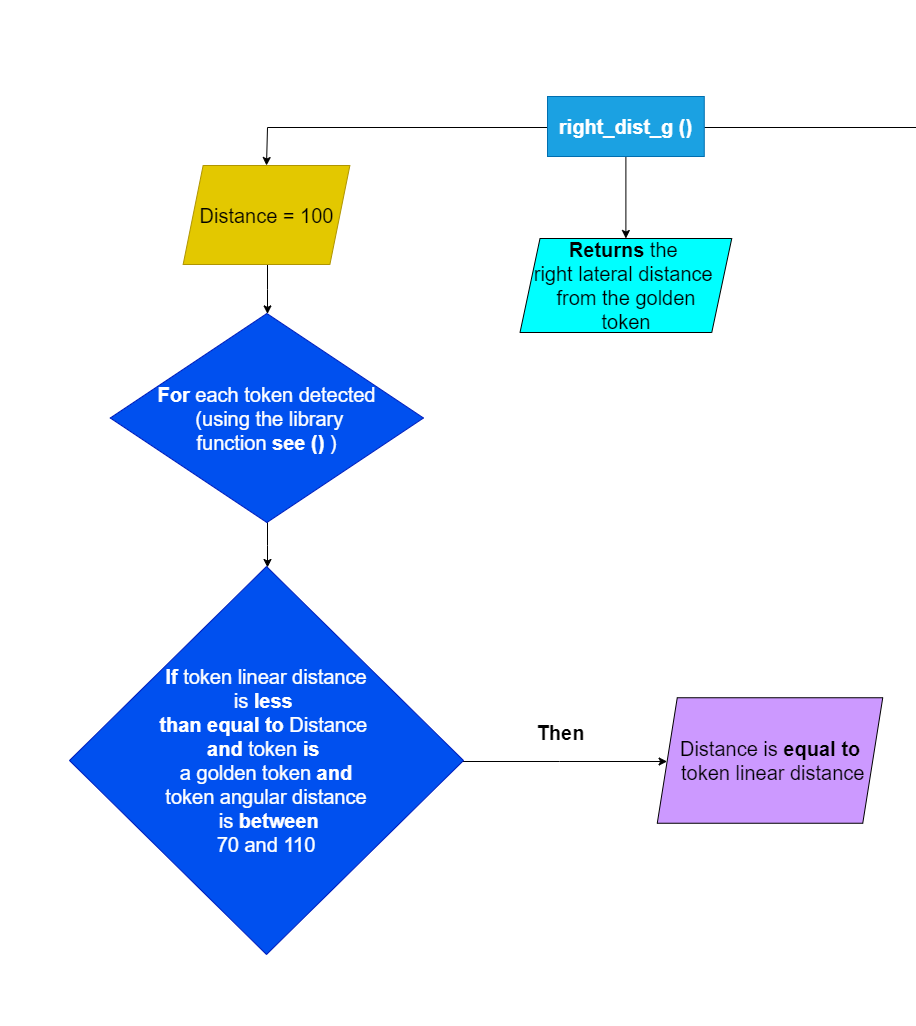 right_dist_g ()
Distance = 100
Returns the
right lateral distance
from the golden
token
For each token detected
(using the library
function see () )
If token linear distance
is less
than equal to Distance
and token is
a golden token and
token angular distance
is between
70 and 110
Then
Distance is equal to
token linear distance